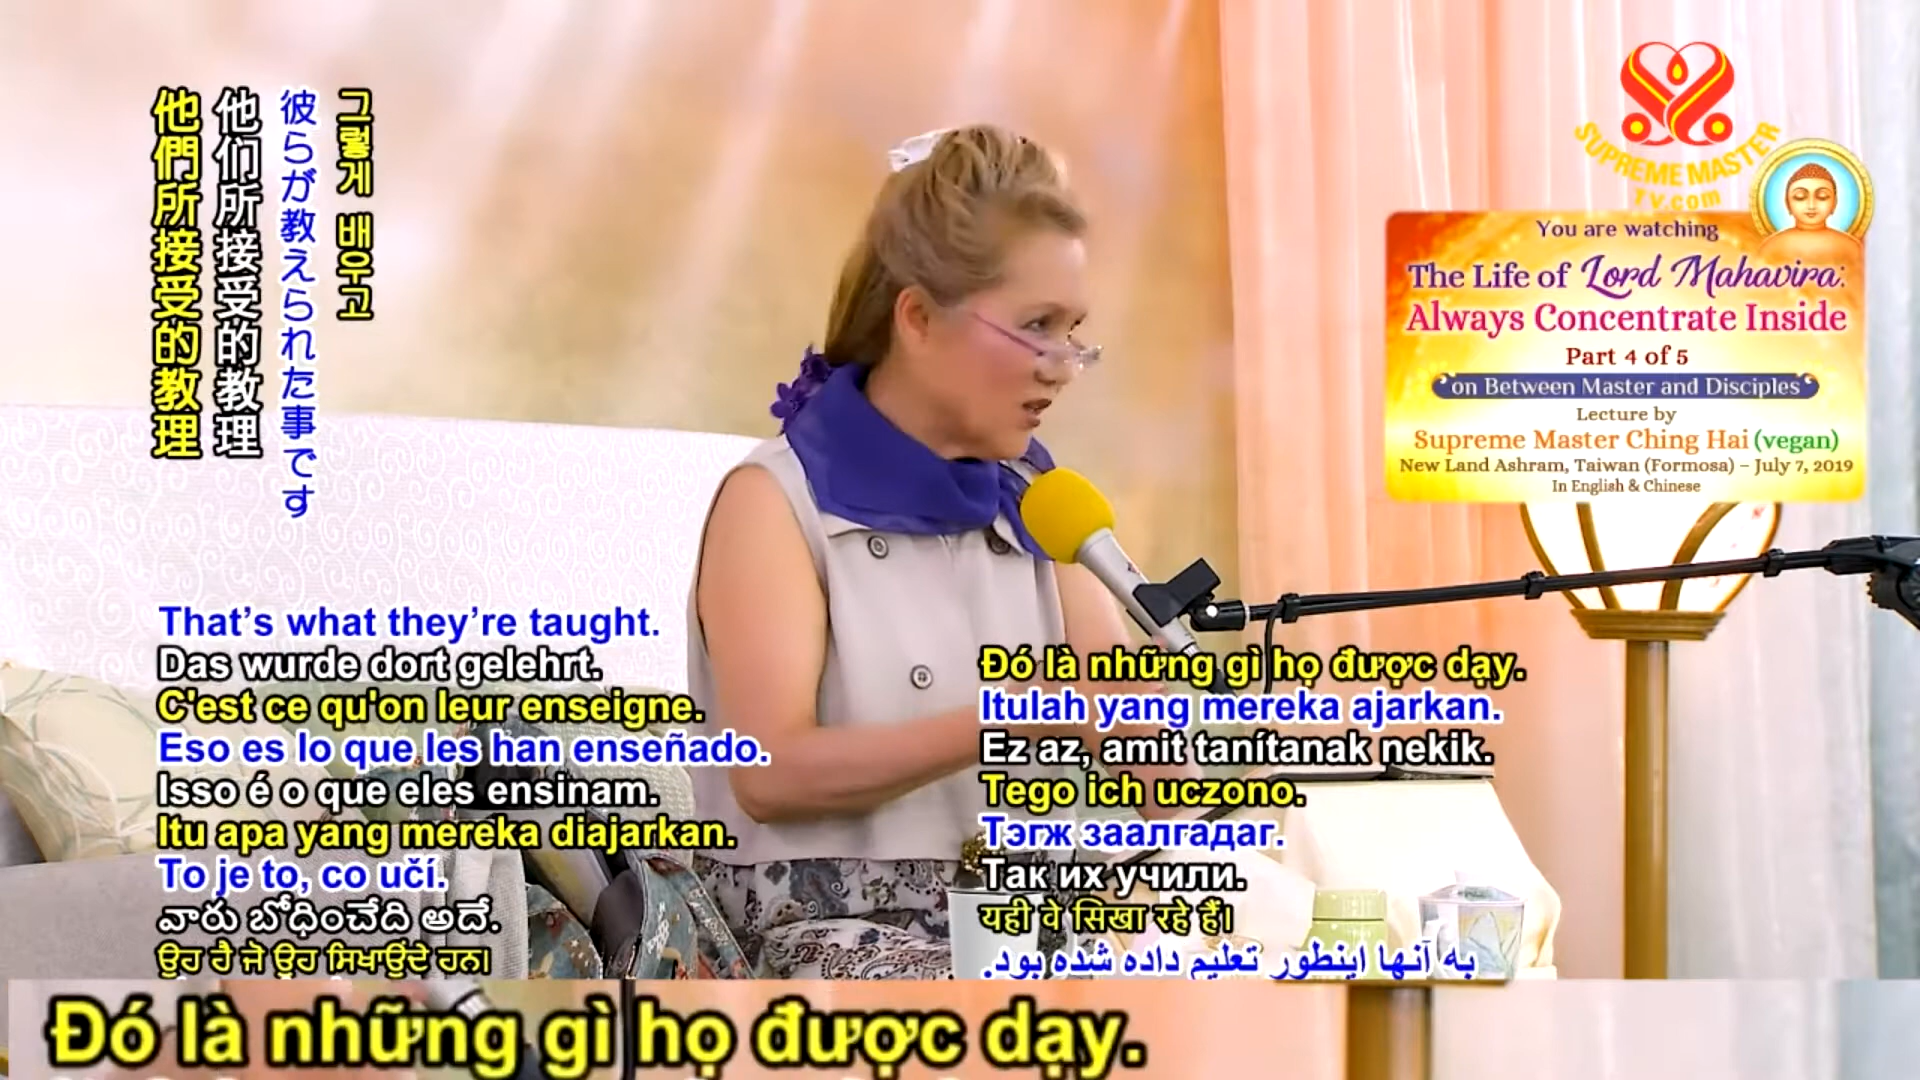 他們所接受的教理
他们所接受的教理
彼らが教えられた事です
그렇게 배우고
SUPREME MASTER
TV.com
You are watching
The Life of Lord Mahavira:
Always Concentrate Inside
Part 4 of 5
on Between Master and Disciples
Lecture by
Supreme Master Ching Hai (vegan)
New Land Ashram, Taiwan (Formosa) – July 7, 2019
In English & Chinese
That’s what they’re taught.
Das wurde dort gelehrt.
C'est ce qu'on leur enseigne.
Eso es lo que les han enseñado.
Isso é o que eles ensinam.
Itu apa yang mereka diajarkan.
To je to, co učí.
వారు బోధించేది అదే.
ਉਹ ਹੈ ਜੋ ਉਹ ਸਿਖਾਉਂਦੇ ਹਨ।
Đó là những gì họ được dạy.
Itulah yang mereka ajarkan.
Ez az, amit tanítanak nekik.
Tego ich uczono.
Тэгж заалгадаг.
Так их учили.
यही वे सिखा रहे हैं।
به آنها اینطور تعلیم داده شده بود.
Đó là những gì họ được dạy.